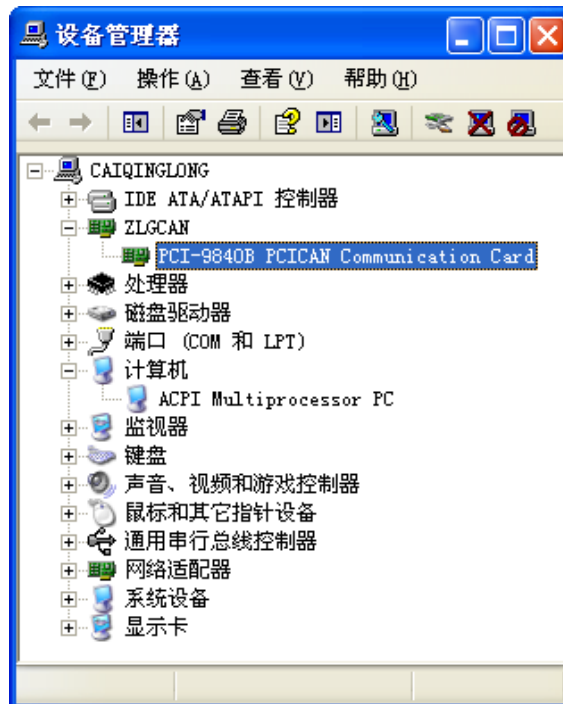 设备管理器
文件(F) 操作(A) 查看(V) 帮助(H)
CAIQINGLONG
IDE ATA/ATAPI 控制器
ZLGCAN
PCI-9840B PCICAN Communication Card
处理器
磁盘驱动器
端口 (COM 和 LPT)
计算机
ACPI Multiprocessor PC
监视器
键盘
声音、视频和游戏控制器
鼠标和其它指针设备
通用串行总线控制器
网络适配器
系统设备
显示卡